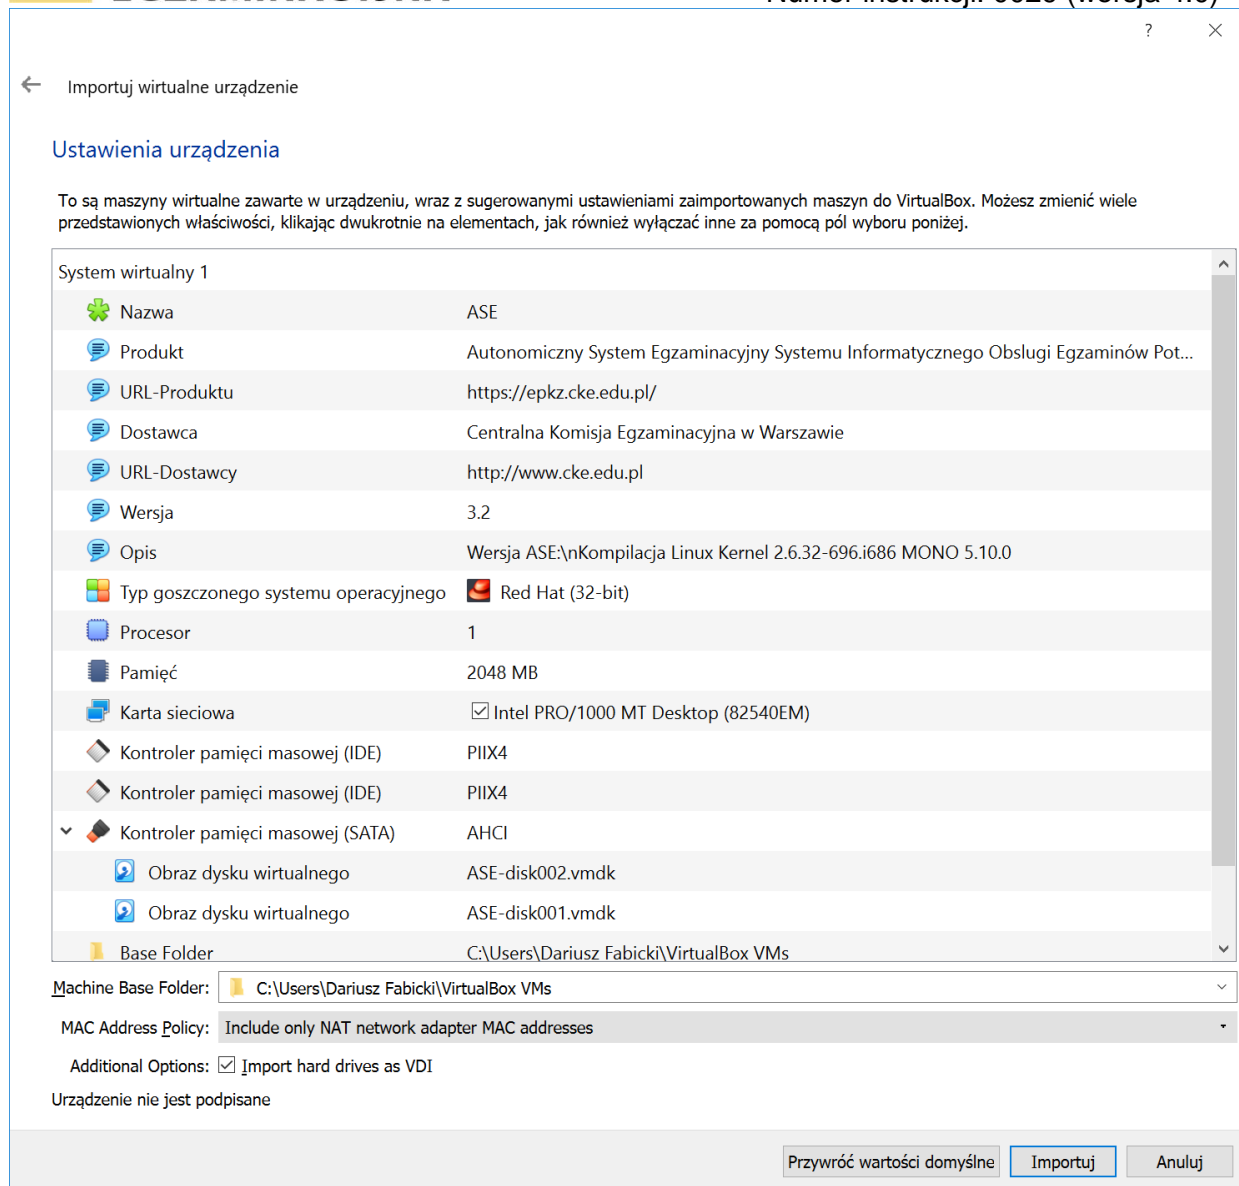 ?
Importuj wirtualne urządzenie
Ustawienia urządzenia
To są maszyny wirtualne zawarte w urządzeniu, wraz z sugerowanymi ustawieniami zaimportowanych maszyn do VirtualBox. Możesz zmienić wiele
przedstawionych właściwości, klikając dwukrotnie na elementach, jak również wyłączać inne za pomocą pól wyboru poniżej.
System wirtualny 1
Nazwa ASE
Produkt Autonomiczny System Egzaminacyjny Systemu Informatycznego Obslugi Egzaminów Pot...
URL-Produktu https://epkz.cke.edu.pl/
Dostawca Centralna Komisja Egzaminacyjna w Warszawie
URL-Dostawcy http://www.cke.edu.pl
Wersja 3.2
Opis Wersja ASE:\nKompilacja Linux Kernel 2.6.32-696.i686 MONO 5.10.0
Typ goszczonego systemu operacyjnego Red Hat (32-bit)
Procesor 1
Pamięć 2048 MB
Karta sieciowa Intel PRO/1000 MT Desktop (82540EM)
Kontroler pamięci masowej (IDE) PIIX4
Kontroler pamięci masowej (IDE) PIIX4
Kontroler pamięci masowej (SATA) AHCI
Obraz dysku wirtualnego ASE-disk002.vmdk
Obraz dysku wirtualnego ASE-disk001.vmdk
Base Folder C:\Users\Dariusz Fabicki\VirtualBox VMs
Machine Base Folder: C:\Users\Dariusz Fabicki\VirtualBox VMs
MAC Address Policy: Include only NAT network adapter MAC addresses
Additional Options: Import hard drives as VDI
Urządzenie nie jest podpisane
Przywróć wartości domyślne Importuj Anuluj